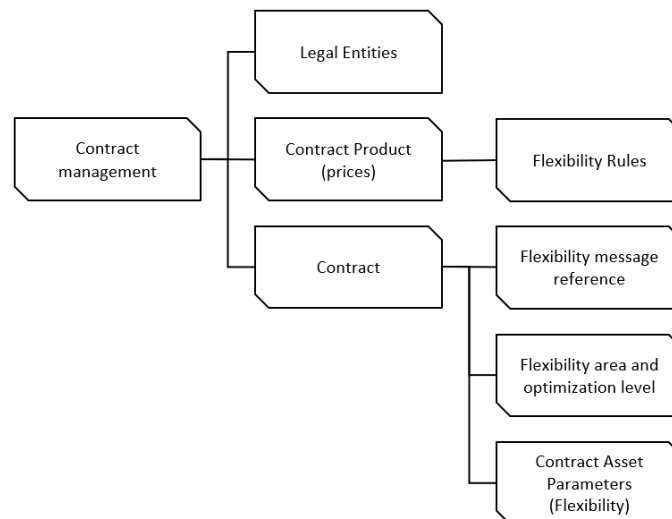 Legal Entities
Contract
management
Contract Product
(prices)
Flexibility Rules
Contract
Flexibility message
reference
Flexibility area and
optimization level
Contract Asset
Parameters
(Flexibility)